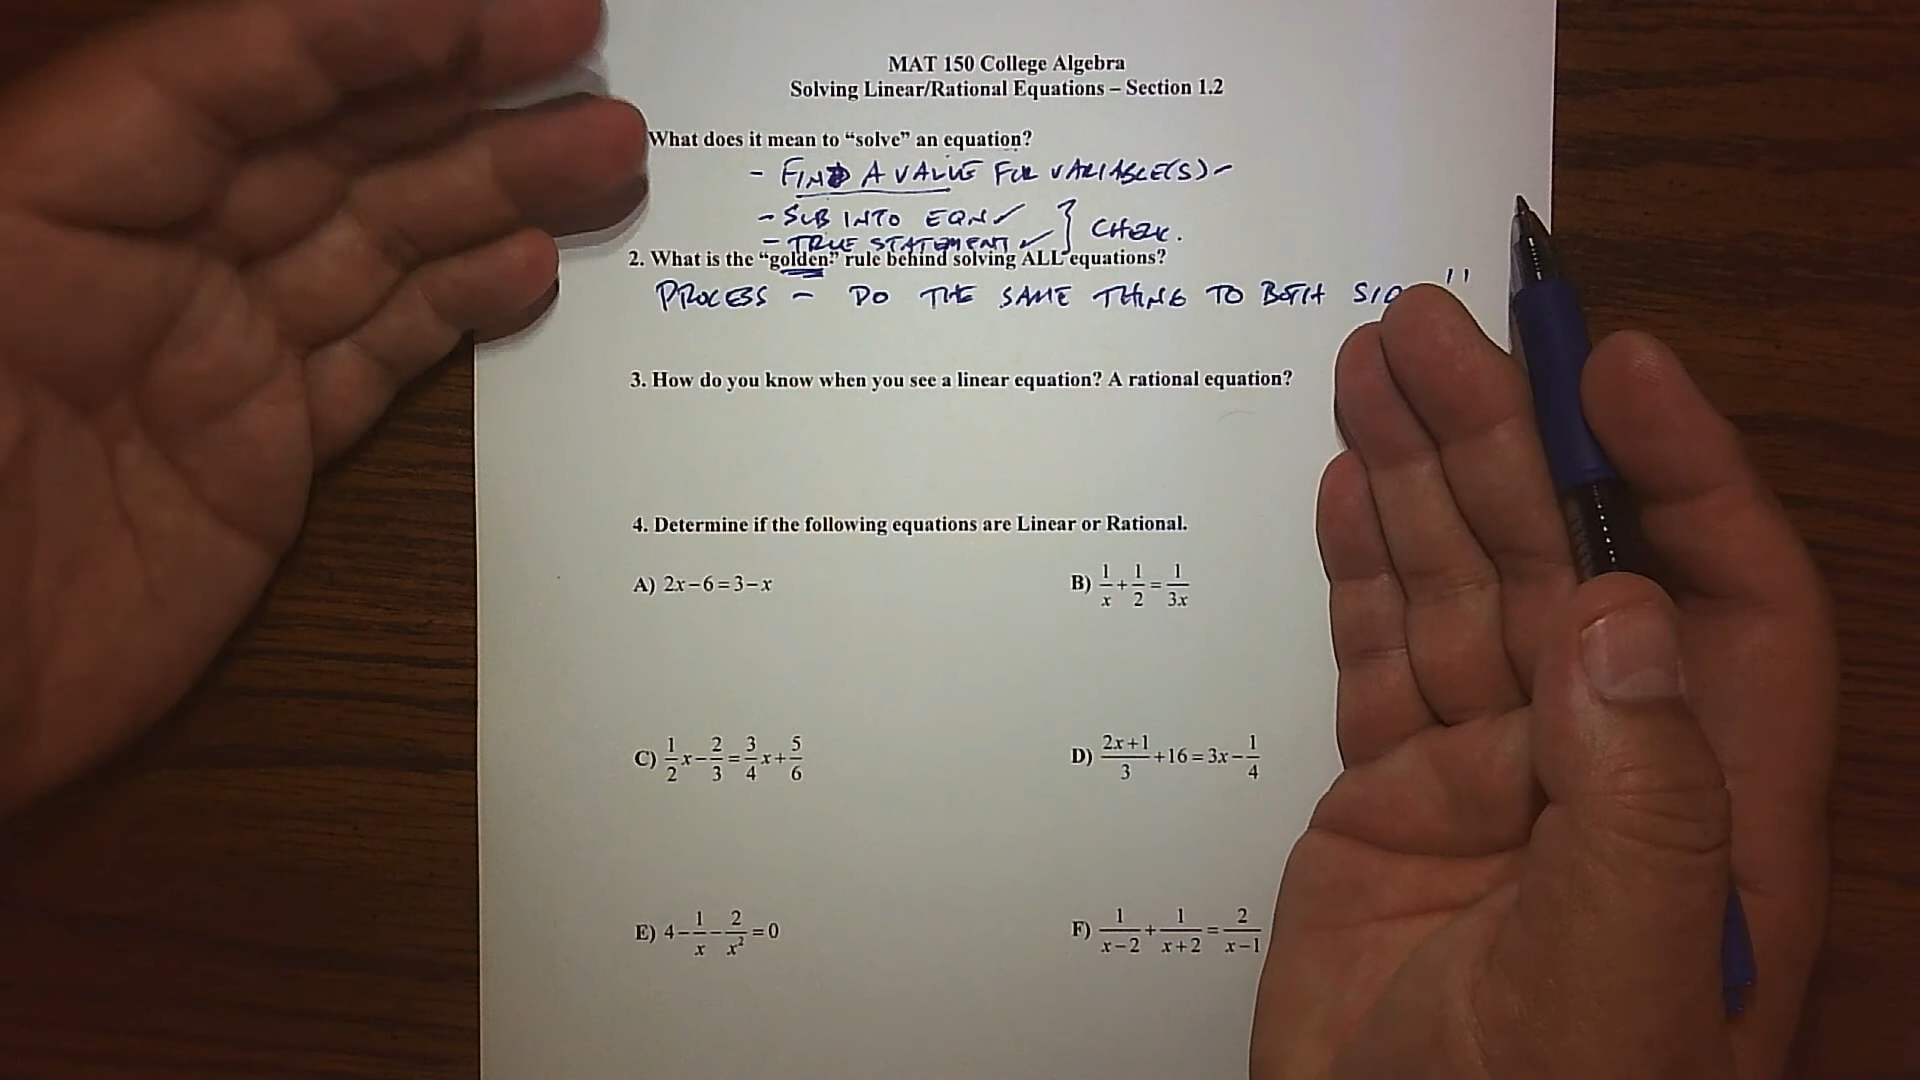 MAT 150 College Algebra
Solving Linear/Rational Equations – Section 1.2
What does it mean to “solve” an equation?
- FIND A VALUE FOR VARIABLE(S) -
- SUB INTO EQN ✓
- TRUE STATEMENT ✓ } CHECK.
2. What is the “golden” rule behind solving ALL equations?
PROCESS - DO THE SAME THING TO BOTH "
3. How do you know when you see a linear equation? A rational equation?
4. Determine if the following equations are Linear or Rational.
A) 2x – 6 = 3 – x
B) 1/x + 1/2 = 1/3x
C) 1/2 x – 2/3 = 3/4 x + 5/6
D) 2x+1/3 + 16 = 3x – 1/4
E) 4 – 1/x – 2/x² = 0
F) 1/x–2 + 1/x+2 = 2/x–1